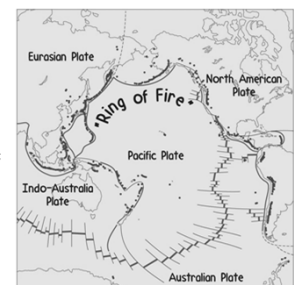 Eurasian Plate
North American
Plate
"Ring of Fire"
Pacific Plate
Indo-Australia
Plate
Australian Plate